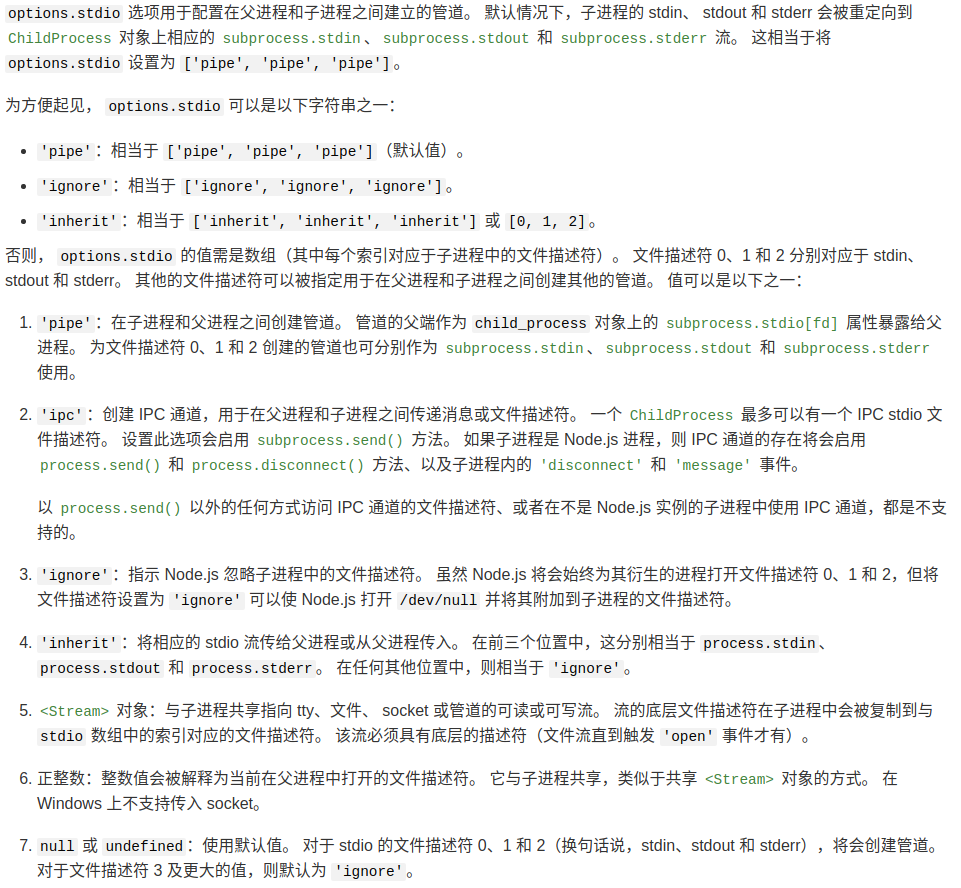 options.stdio 选项用于配置在父进程和子进程之间建立的管道。 默认情况下，子进程的 stdin、 stdout 和 stderr 会被重定向到
ChildProcess 对象上相应的 subprocess.stdin、subprocess.stdout 和 subprocess.stderr 流。 这相当于将
options.stdio 设置为 ['pipe', 'pipe', 'pipe']。
为方便起见， options.stdio 可以是以下字符串之一：
• 'pipe'：相当于 ['pipe', 'pipe', 'pipe']（默认值）。
• 'ignore'：相当于 ['ignore', 'ignore', 'ignore']。
• 'inherit'：相当于 ['inherit', 'inherit', 'inherit'] 或 [0, 1, 2]。
否则， options.stdio 的值需是数组（其中每个索引对应于子进程中的文件描述符）。 文件描述符 0、1 和 2 分别对应于 stdin、
stdout 和 stderr。 其他的文件描述符可以被指定用于在父进程和子进程之间创建其他的管道。 值可以是以下之一：
1. 'pipe'：在子进程和父进程之间创建管道。 管道的父端作为 child_process 对象上的 subprocess.stdio[fd] 属性暴露给父
进程。 为文件描述符 0、1 和 2 创建的管道也可分别作为 subprocess.stdin、subprocess.stdout 和 subprocess.stderr
使用。
2. 'ipc'：创建 IPC 通道，用于在父进程和子进程之间传递消息或文件描述符。 一个 ChildProcess 最多可以有一个 IPC stdio 文
件描述符。 设置此选项会启用 subprocess.send() 方法。 如果子进程是 Node.js 进程，则 IPC 通道的存在将会启用
process.send() 和 process.disconnect() 方法、以及子进程内的 'disconnect' 和 'message' 事件。
以 process.send() 以外的任何方式访问 IPC 通道的文件描述符、或者在不是 Node.js 实例的子进程中使用 IPC 通道，都是不支
持的。
3. 'ignore'：指示 Node.js 忽略子进程中的文件描述符。 虽然 Node.js 将会始终为其衍生的进程打开文件描述符 0、1 和 2，但将
文件描述符设置为 'ignore' 可以使 Node.js 打开 /dev/null 并将其附加到子进程的文件描述符。
4. 'inherit'：将相应的 stdio 流传给父进程或从父进程传入。 在前三个位置中，这分别相当于 process.stdin、
process.stdout 和 process.stderr。 在任何其他位置中，则相当于 'ignore'。
5. <Stream> 对象：与子进程共享指向 tty、文件、 socket 或管道的可读或可写流。 流的底层文件描述符在子进程中会被复制到与
stdio 数组中的索引对应的文件描述符。 该流必须具有底层的描述符（文件流直到触发 'open' 事件才有）。
6. 正整数：整数值会被解释为当前在父进程中打开的文件描述符。 它与子进程共享，类似于共享 <Stream> 对象的方式。 在
Windows 上不支持传入 socket。
7. null 或 undefined：使用默认值。 对于 stdio 的文件描述符 0、1 和 2（换句话说，stdin、stdout 和 stderr），将会创建管道。
对于文件描述符 3 及更大的值，则默认为 'ignore'。